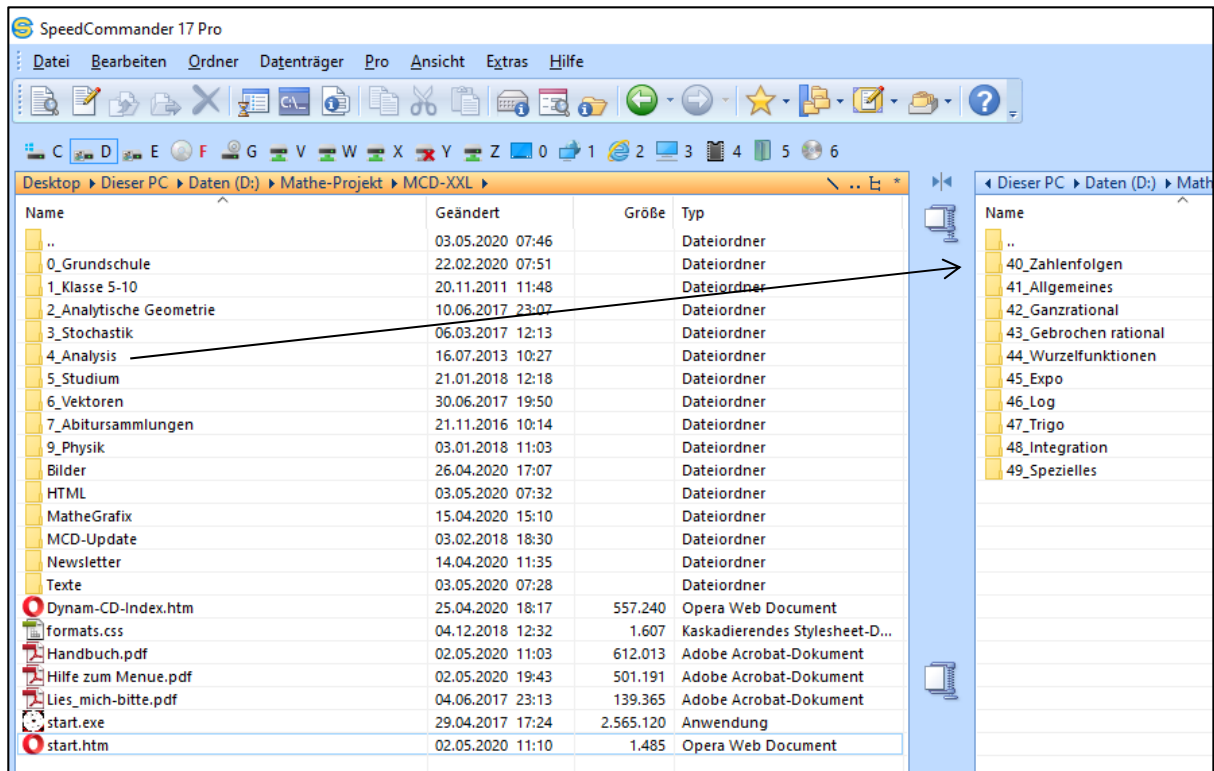 SpeedCommander 17 Pro
Datei Bearbeiten Ordner Datenträger Pro Ansicht Extras Hilfe
C D E F G V W X Y Z 0 1 2 3 4 5 6
Desktop Dieser PC Daten (D:) Mathe-Projekt MCD-XXL \ .. *
Name Geändert Größe Typ
.. 03.05.2020 07:46 Dateiordner
0_Grundschule 22.02.2020 07:51 Dateiordner
1_Klasse 5-10 20.11.2011 11:48 Dateiordner
2_Analytische Geometrie 10.06.2017 23:07 Dateiordner
3_Stochastik 06.03.2017 12:13 Dateiordner
4_Analysis 16.07.2013 10:27 Dateiordner
5_Studium 21.01.2018 12:18 Dateiordner
6_Vektoren 30.06.2017 19:50 Dateiordner
7_Abitursammlungen 21.11.2016 10:14 Dateiordner
9_Physik 03.01.2018 11:03 Dateiordner
Bilder 26.04.2020 17:07 Dateiordner
HTML 03.05.2020 07:32 Dateiordner
MatheGrafix 15.04.2020 15:10 Dateiordner
MCD-Update 03.02.2018 18:30 Dateiordner
Newsletter 14.04.2020 11:35 Dateiordner
Texte 03.05.2020 07:28 Dateiordner
Dynam-CD-Index.htm 25.04.2020 18:17 557.240 Opera Web Document
formats.css 04.12.2018 12:32 1.607 Kaskadierendes Stylesheet-D...
Handbuch.pdf 02.05.2020 11:03 612.013 Adobe Acrobat-Dokument
Hilfe zum Menue.pdf 02.05.2020 19:43 501.191 Adobe Acrobat-Dokument
Lies_mich-bitte.pdf 04.06.2017 23:13 139.365 Adobe Acrobat-Dokument
start.exe 29.04.2017 17:24 2.565.120 Anwendung
start.htm 02.05.2020 11:10 1.485 Opera Web Document
Dieser PC Daten (D:) Math
Name
..
40_Zahlenfolgen
41_Allgemeines
42_Ganzrational
43_Gebrochen rational
44_Wurzelfunktionen
45_Expo
46_Log
47_Trigo
48_Integration
49_Spezielles